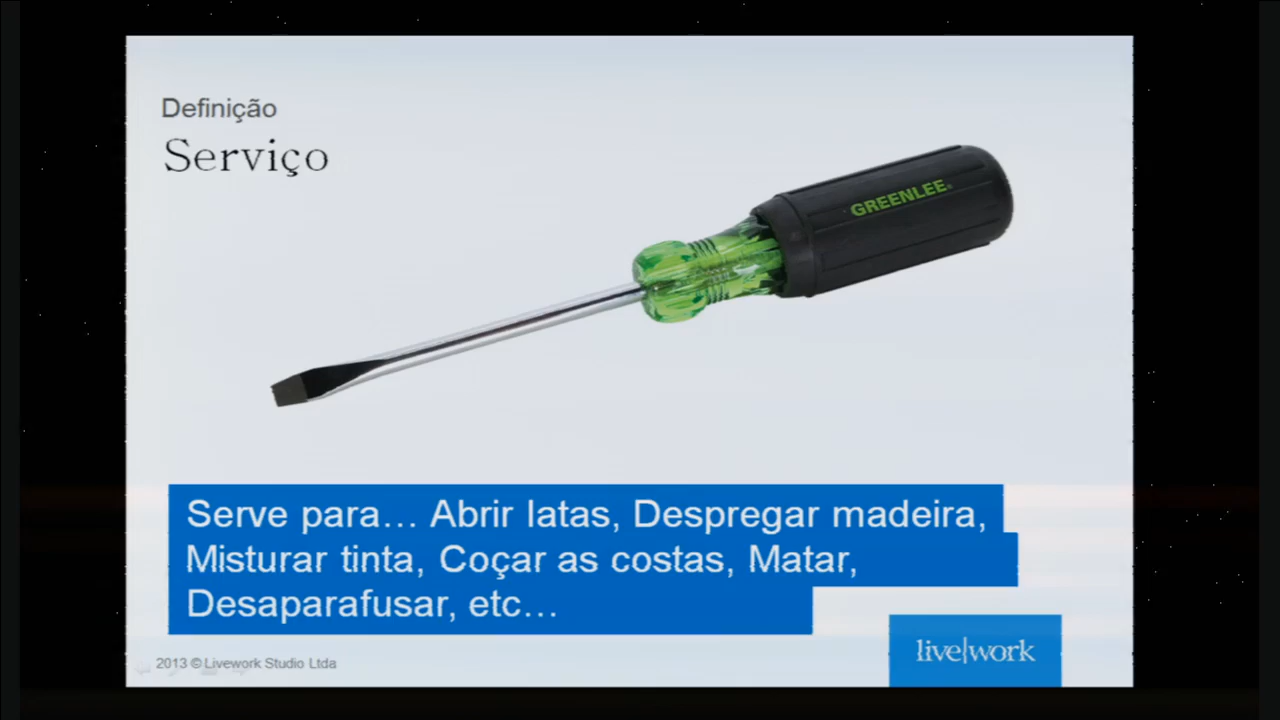 Definição
Serviço
GREENLEE
Serve para... Abrir latas, Despregar madeira,
Misturar tinta, Coçar as costas, Matar,
Desaparafusar, etc...
2013 © Livework Studio Ltda
live|work